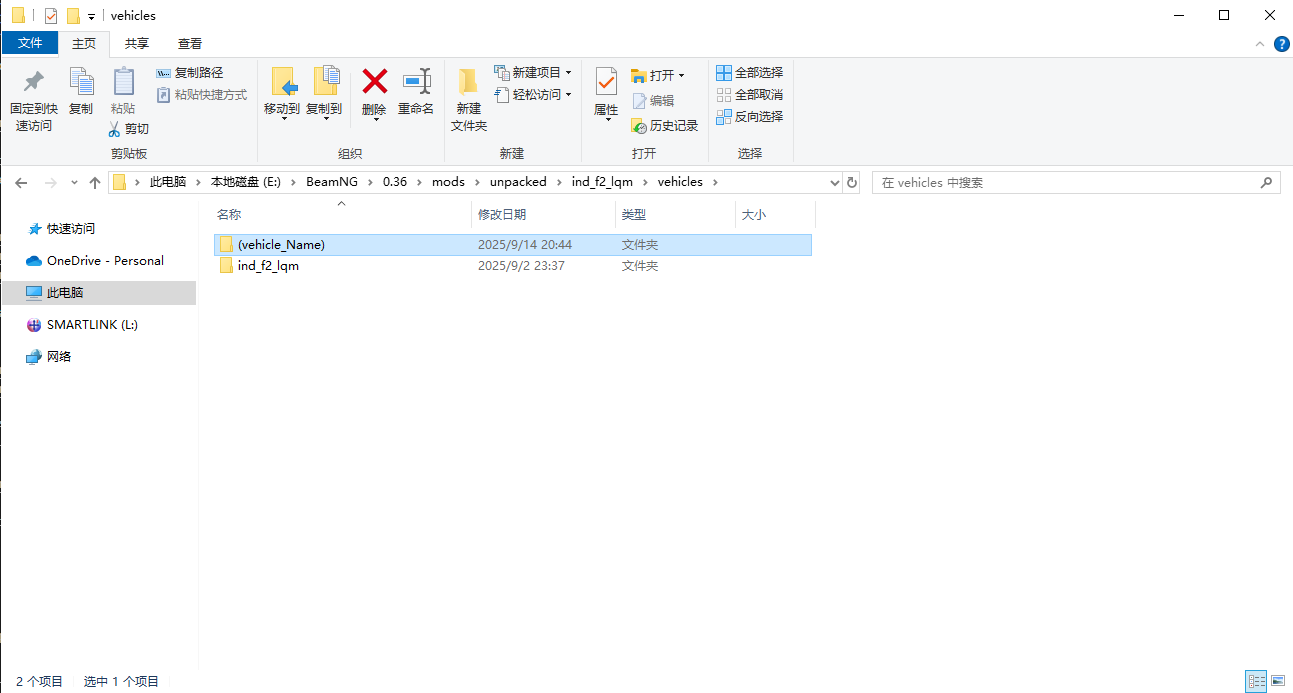 vehicles
文件 主页 共享 查看
固定到快速访问
复制
粘贴
复制路径
粘贴快捷方式
剪切
剪贴板
移动到
复制到
删除
重命名
组织
新建文件夹
新建项目
轻松访问
新建
属性
打开
编辑
历史记录
打开
全部选择
全部取消
反向选择
选择
此电脑 > 本地磁盘 (E:) > BeamNG > 0.36 > mods > unpacked > ind_f2_lqm > vehicles >
在 vehicles 中搜索
快速访问
OneDrive - Personal
此电脑
SMARTLINK (L:)
网络
名称 修改日期 类型 大小
(vehicle_Name) 2025/9/14 20:44 文件夹
ind_f2_lqm 2025/9/2 23:37 文件夹
2 个项目 选中 1 个项目